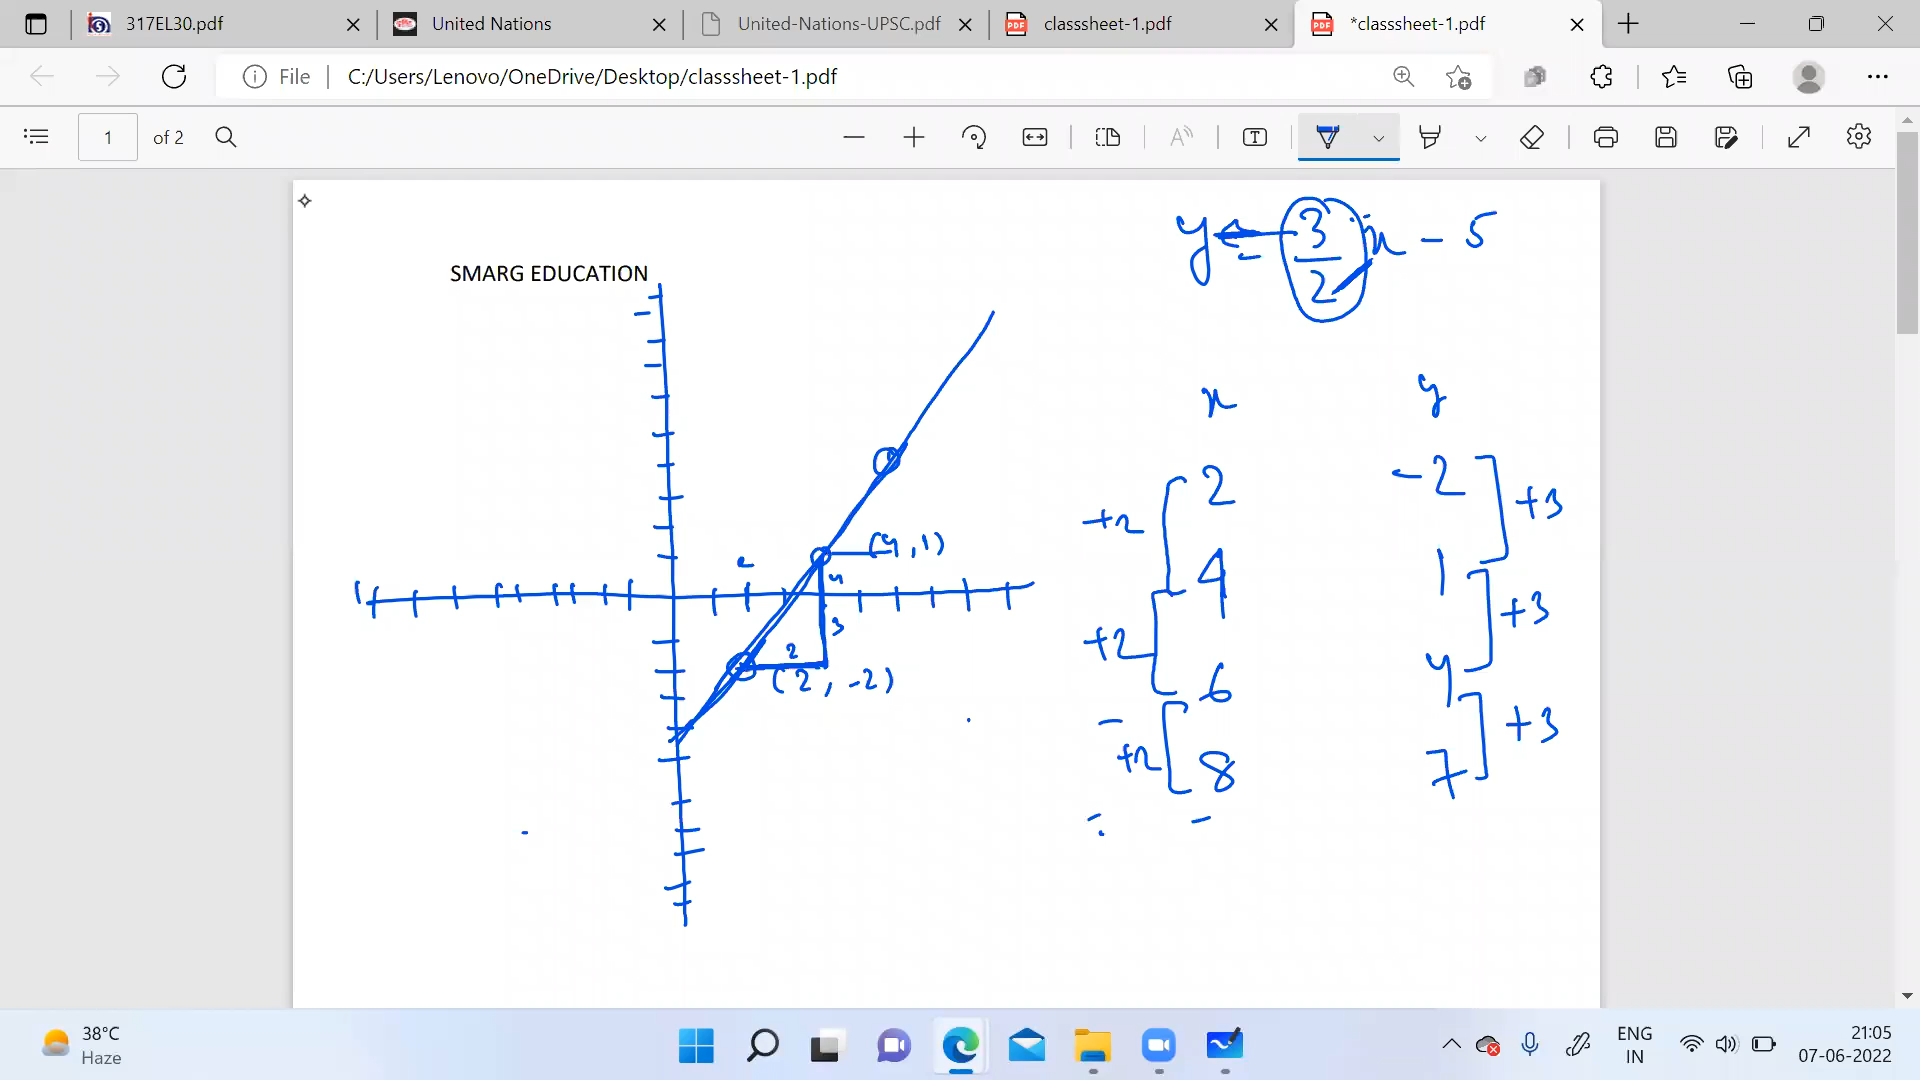 317EL30.pdf
United Nations
United-Nations-UPSC.pdf
classsheet-1.pdf
*classsheet-1.pdf
File
C:/Users/Lenovo/OneDrive/Desktop/classsheet-1.pdf
1 of 2
SMARG EDUCATION
y = 3/2 x - 5
x y
2 -2
+2 +3
4 1
+2 +3
6 4
+2 +3
8 7
(4, 1)
4
3
2
(2, -2)
38°C
Haze
ENG
IN
21:05
07-06-2022